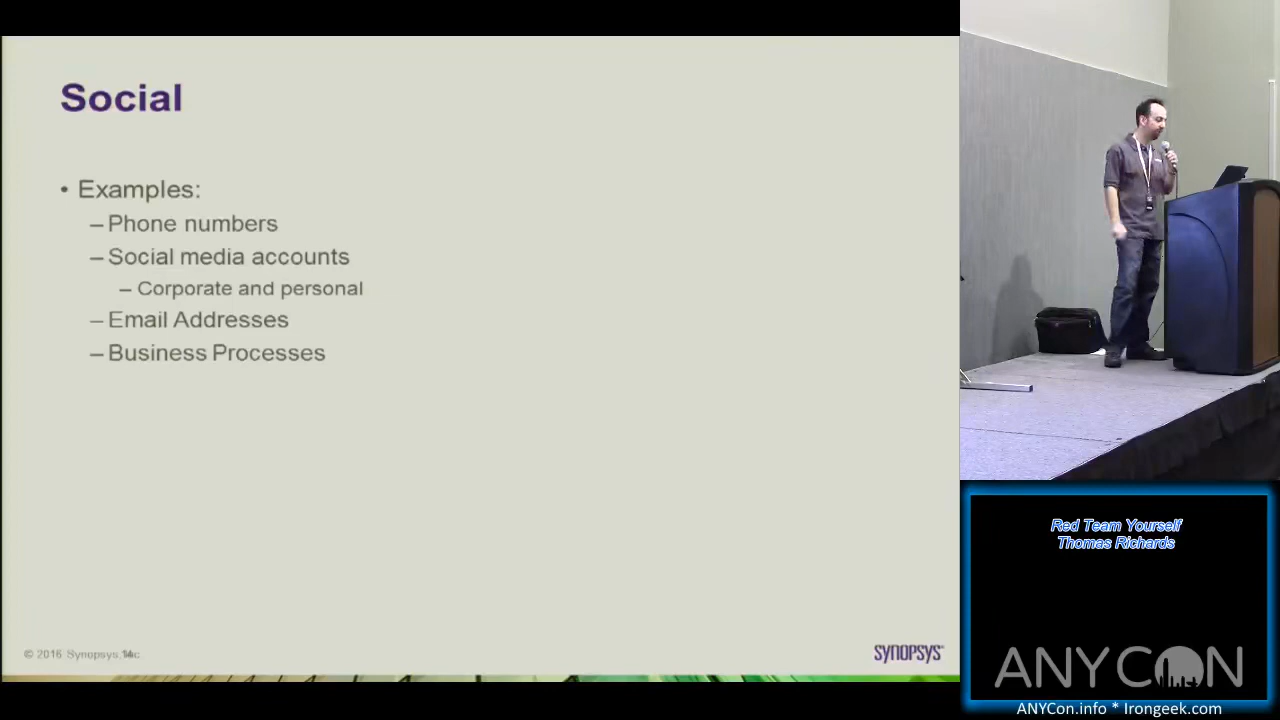 Social
• Examples:
– Phone numbers
– Social media accounts
– Corporate and personal
– Email Addresses
– Business Processes
© 2016 Synopsys, Inc
14
SYNOPSYS
Red Team Yourself
Thomas Richards
ANYCON
ANYCon.info * Irongeek.com